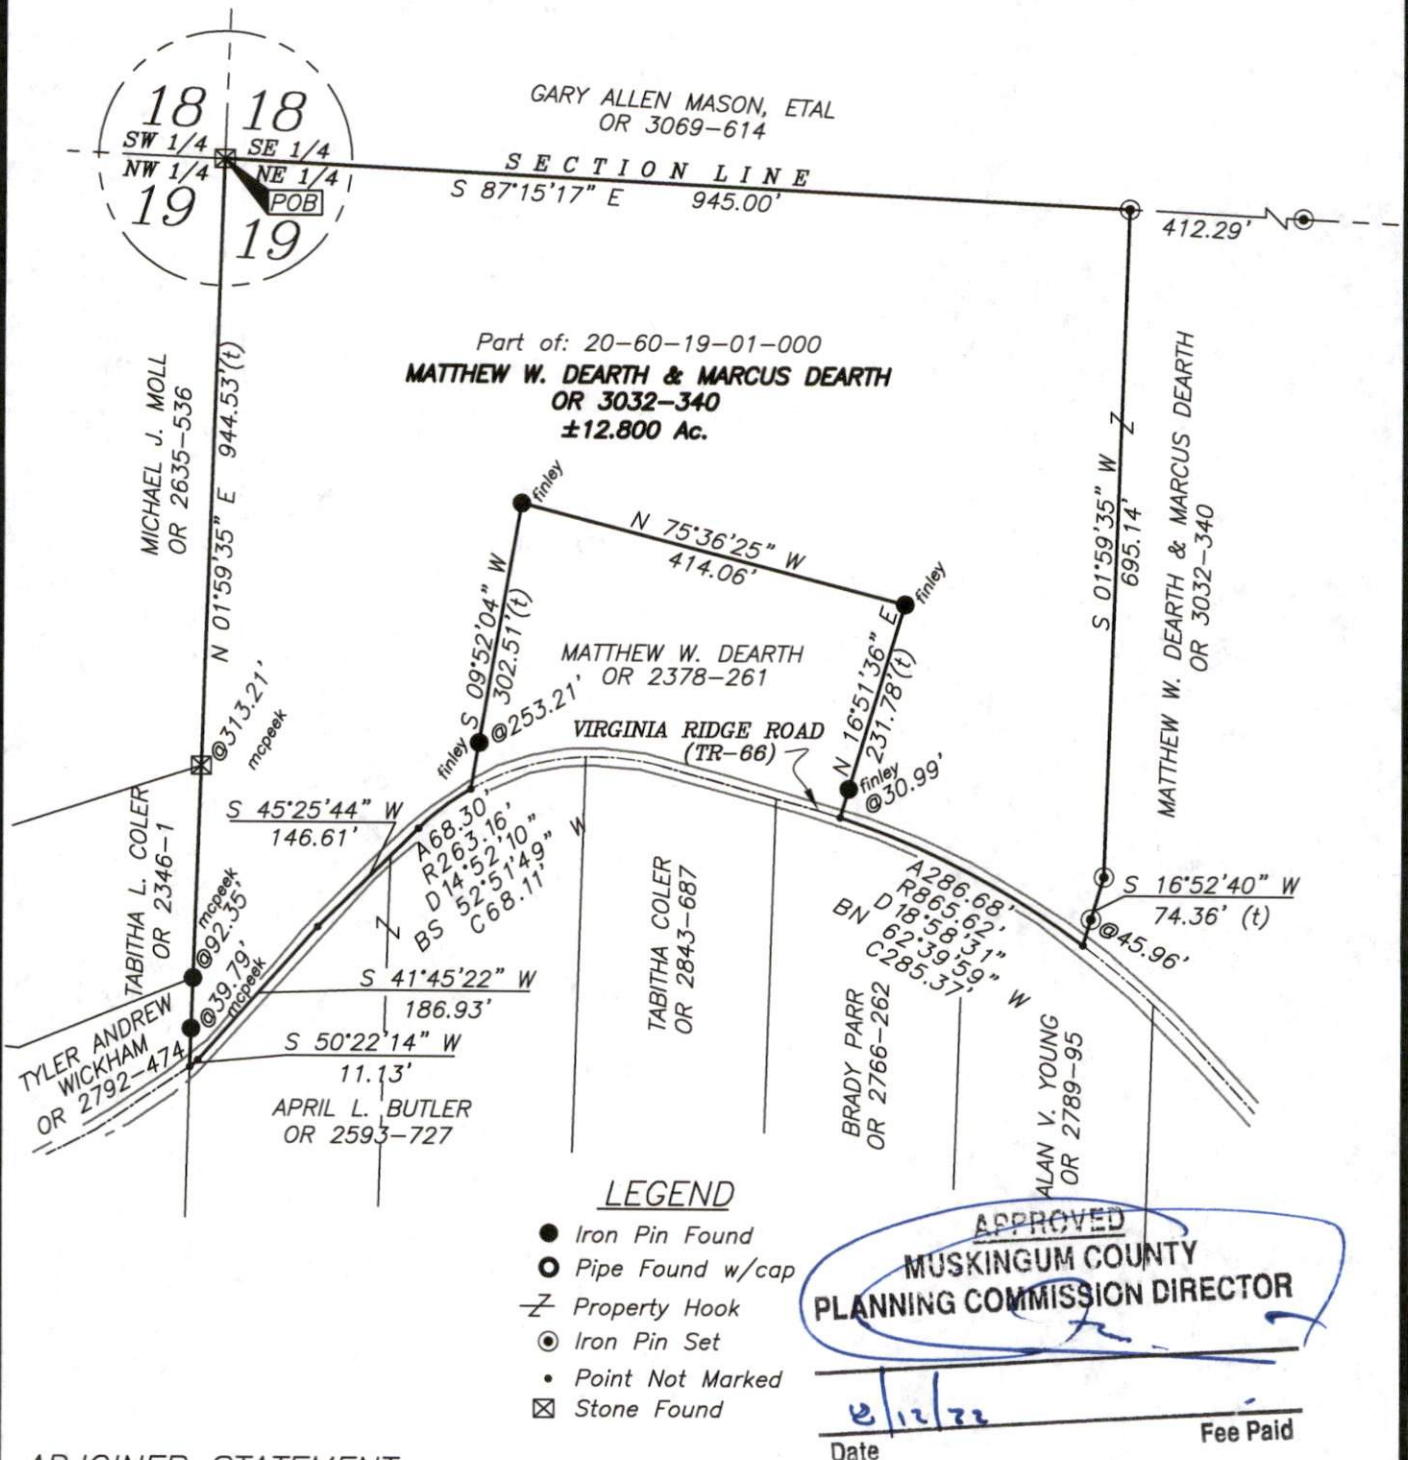 18 18
SW 1/4 SE 1/4
NW 1/4 NE 1/4
POB
19 19
GARY ALLEN MASON, ETAL
OR 3069-614
SECTION LINE
S 87°15'17" E 945.00'
412.29'
Part of: 20-60-19-01-000
MATTHEW W. DEARTH & MARCUS DEARTH
OR 3032-340
±12.800 Ac.
MICHAEL J. MOLL
OR 2635-536
N 01°59'35" E 944.53'(t)
@313.21'
mcpeek
S 01°59'35" W Z
695.14'
MATTHEW W. DEARTH & MARCUS DEARTH
OR 3032-340
finley
N 75°36'25" W
414.06'
finley
S 09°52'04" W
302.51'(t)
finley
@253.21'
MATTHEW W. DEARTH
OR 2378-261
N 16°51'36" E
231.78'(t)
finley
@30.99'
VIRGINIA RIDGE ROAD
(TR-66)
S 45°25'44" W
146.61'
A68.30'
R263.16'
D14°52'10"
BS 52°51'49" W
C68.11'
TABITHA L. COLER
OR 2346-1
mcpeek
@92.35'
@39.79'
mcpeek
Z
TABITHA COLER
OR 2843-687
A286.68'
R865.62'
D18°58'31"
BN 62°39'59" W
C285.37'
S 16°52'40" W
74.36' (t)
@45.96'
S 41°45'22" W
186.93'
S 50°22'14" W
11.13'
TYLER ANDREW
WICKHAM
OR 2792-474
APRIL L. BUTLER
OR 2593-727
BRADY PARR
OR 2766-262
ALAN V. YOUNG
OR 2789-95
LEGEND
Iron Pin Found
Pipe Found w/cap
Z Property Hook
Iron Pin Set
Point Not Marked
Stone Found
APPROVED
MUSKINGUM COUNTY
PLANNING COMMISSION DIRECTOR
Date
Fee Paid
ADJOINER STATEMENT